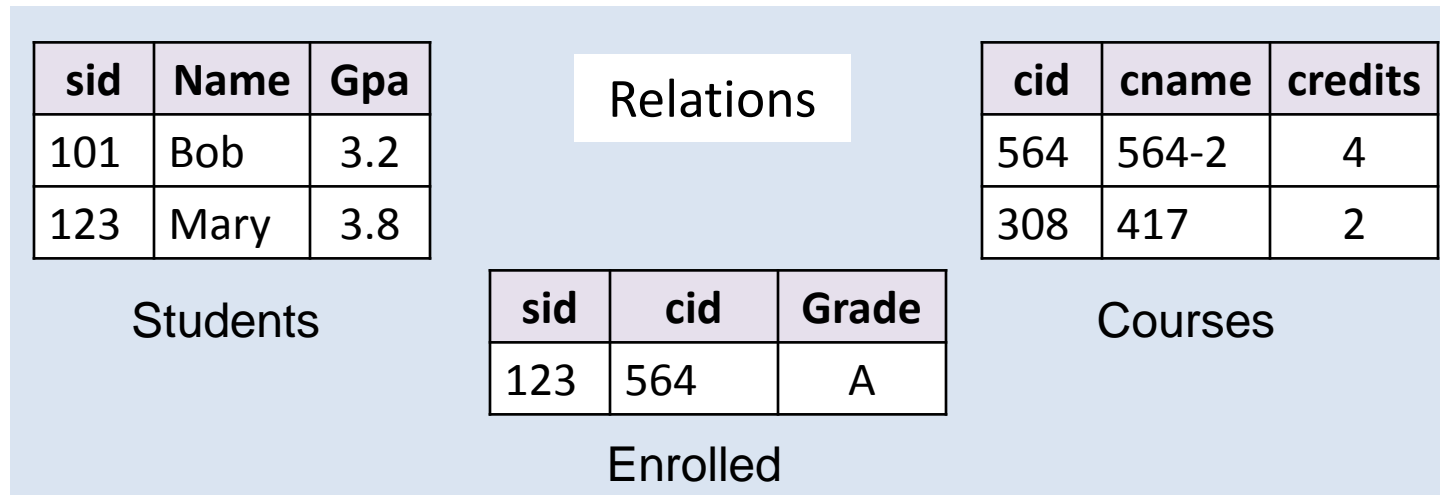 sid Name Gpa
101 Bob 3.2
123 Mary 3.8
Students
Relations
cid cname credits
564 564-2 4
308 417 2
Courses
sid cid Grade
123 564 A
Enrolled